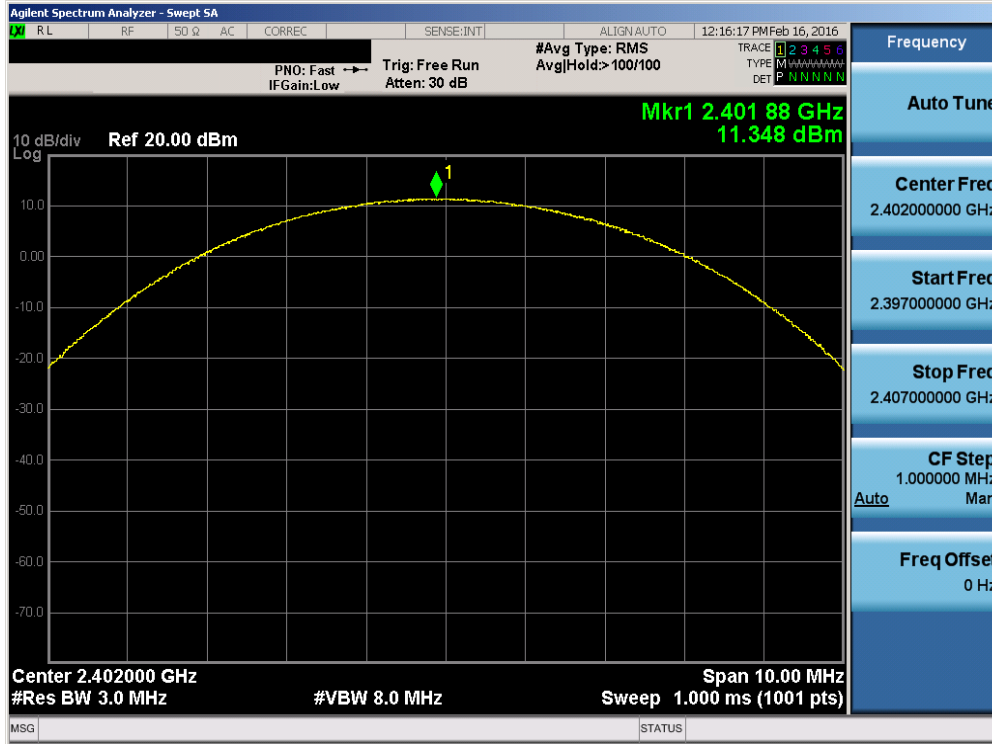 Agilent Spectrum Analyzer - Swept SA
LXI RL RF 50 Ω AC CORREC SENSE:INT ALIGN AUTO 12:16:17 PM Feb 16, 2016
PNO: Fast
IFGain:Low
Trig: Free Run
Atten: 30 dB
#Avg Type: RMS
Avg|Hold:>100/100
TRACE 1 2 3 4 5 6
TYPE M
DET P N N N N N
Mkr1 2.401 88 GHz
11.348 dBm
10 dB/div Ref 20.00 dBm
Log
1
10.0
0.00
-10.0
-20.0
-30.0
-40.0
-50.0
-60.0
-70.0
Center 2.402000 GHz Span 10.00 MHz
#Res BW 3.0 MHz #VBW 8.0 MHz Sweep 1.000 ms (1001 pts)
MSG STATUS
Frequency
Auto Tune
Center Freq
2.402000000 GHz
Start Freq
2.397000000 GHz
Stop Freq
2.407000000 GHz
CF Step
1.000000 MHz
Auto Man
Freq Offset
0 Hz